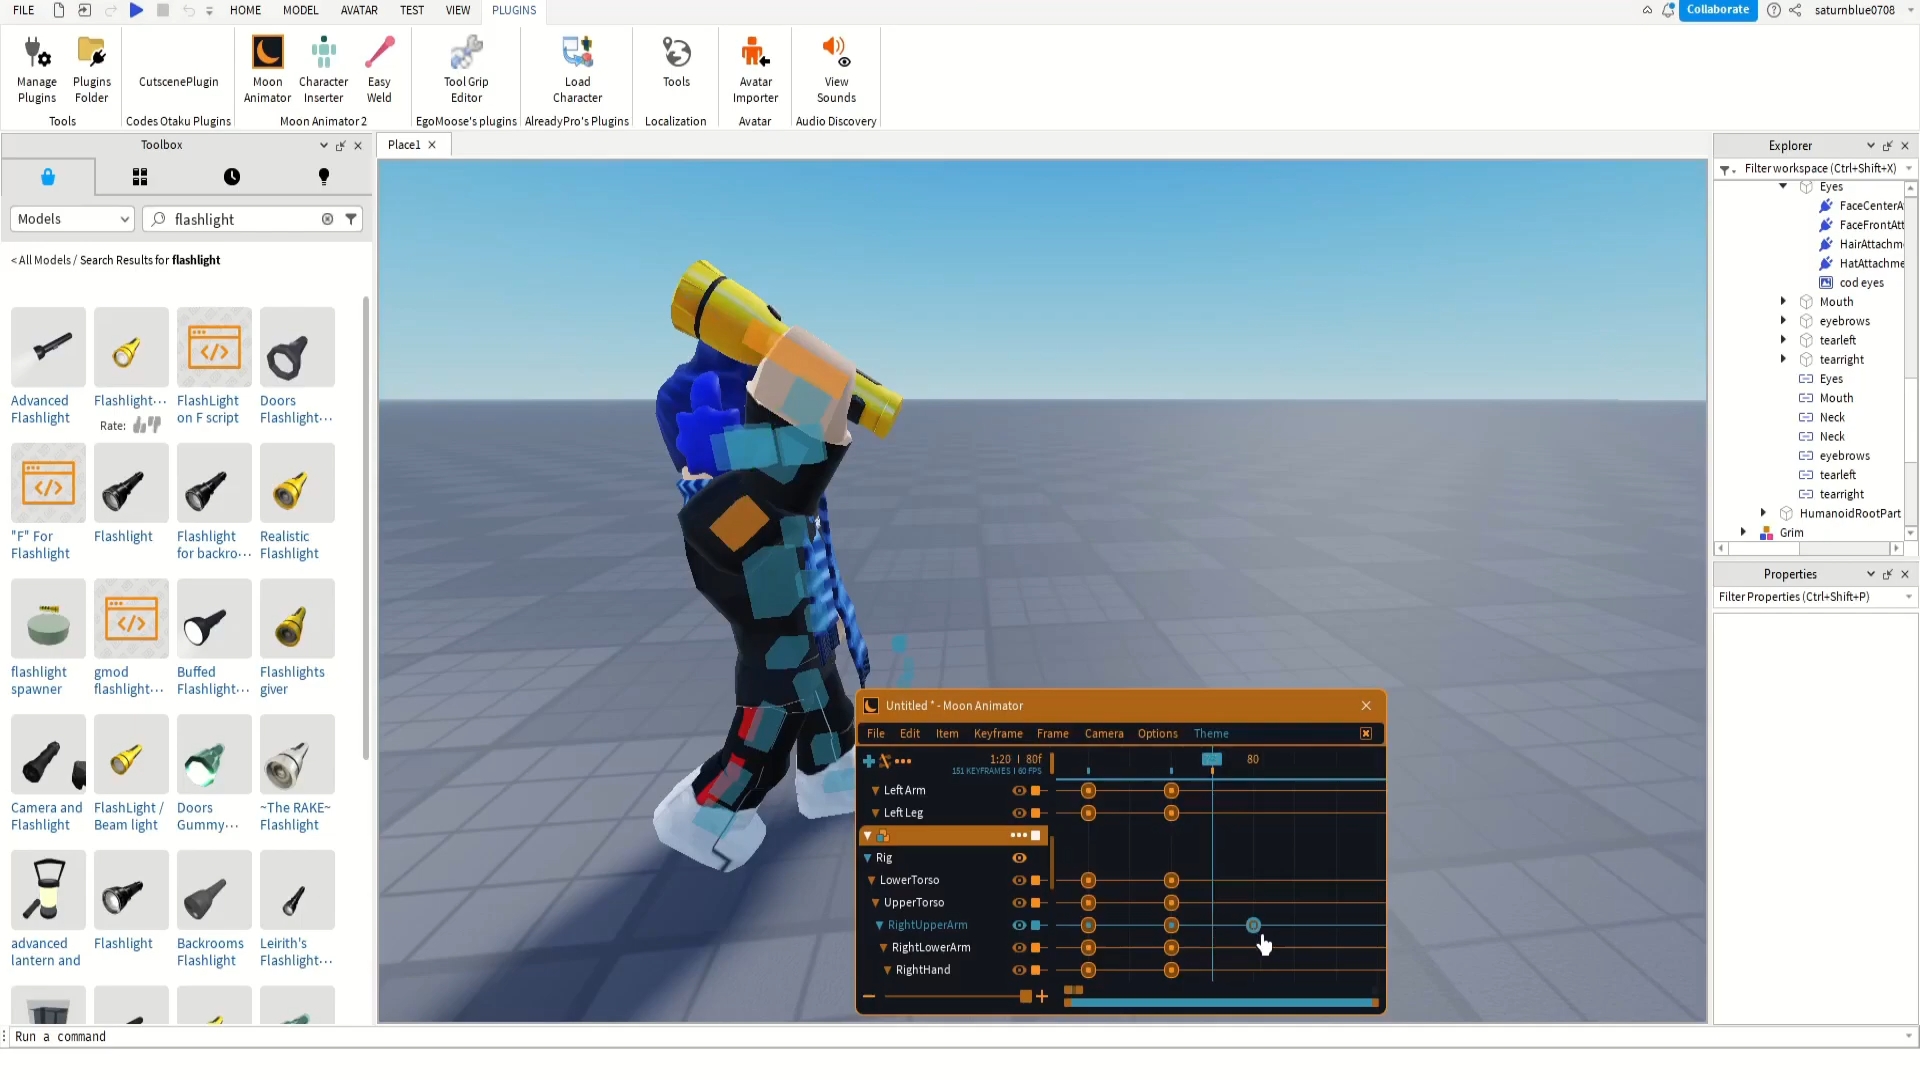 FILE HOME MODEL AVATAR TEST VIEW PLUGINS Collaborate saturnblue0708
Manage Plugins
Plugins Folder
Tools
CutscenePlugin
Codes Otaku Plugins
Moon Animator
Character Inserter
Easy Weld
Moon Animator 2
Tool Grip Editor
EgoMoose's plugins
Load Character
AlreadyPro's Plugins
Tools
Localization
Avatar Importer
Avatar
View Sounds
Audio Discovery
Toolbox
Models
flashlight
< All Models / Search Results for flashlight
Advanced Flashlight
Flashlight···
Rate:
FlashLight on F script
Doors Flashlight···
"F" For Flashlight
Flashlight
Flashlight for backro···
Realistic Flashlight
flashlight spawner
gmod flashlight···
Buffed Flashlight···
Flashlights giver
Camera and Flashlight
FlashLight / Beam light
Doors Gummy···
~The RAKE~ Flashlight
advanced lantern and
Flashlight
Backrooms Flashlight
Leirith's Flashlight···
Place1
Untitled * - Moon Animator
File Edit Item Keyframe Frame Camera Options Theme
1:20 | 80f
151 KEYFRAMES | 60 FPS
80
Left Arm
Left Leg
Rig
LowerTorso
UpperTorso
RightUpperArm
RightLowerArm
RightHand
Explorer
Filter workspace (Ctrl+Shift+X)
Eyes
FaceCenterA
FaceFrontAtt
HairAttachm
HatAttachme
cod eyes
Mouth
eyebrows
tearleft
tearright
Eyes
Mouth
Neck
Neck
eyebrows
tearleft
tearright
HumanoidRootPart
Grim
Properties
Filter Properties (Ctrl+Shift+P)
Run a command